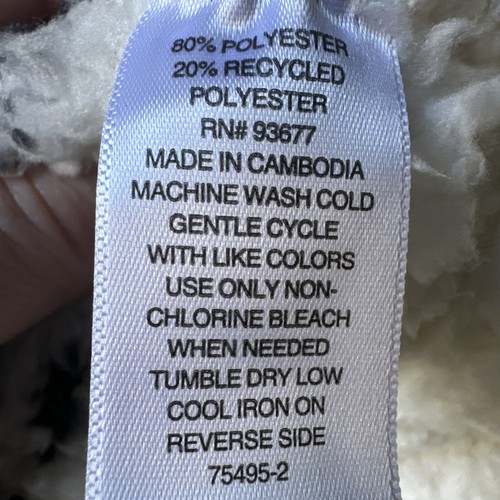 80% POLYESTER
20% RECYCLED
POLYESTER
RN# 93677
MADE IN CAMBODIA
MACHINE WASH COLD
GENTLE CYCLE
WITH LIKE COLORS
USE ONLY NON-
CHLORINE BLEACH
WHEN NEEDED
TUMBLE DRY LOW
COOL IRON ON
REVERSE SIDE
75495-2